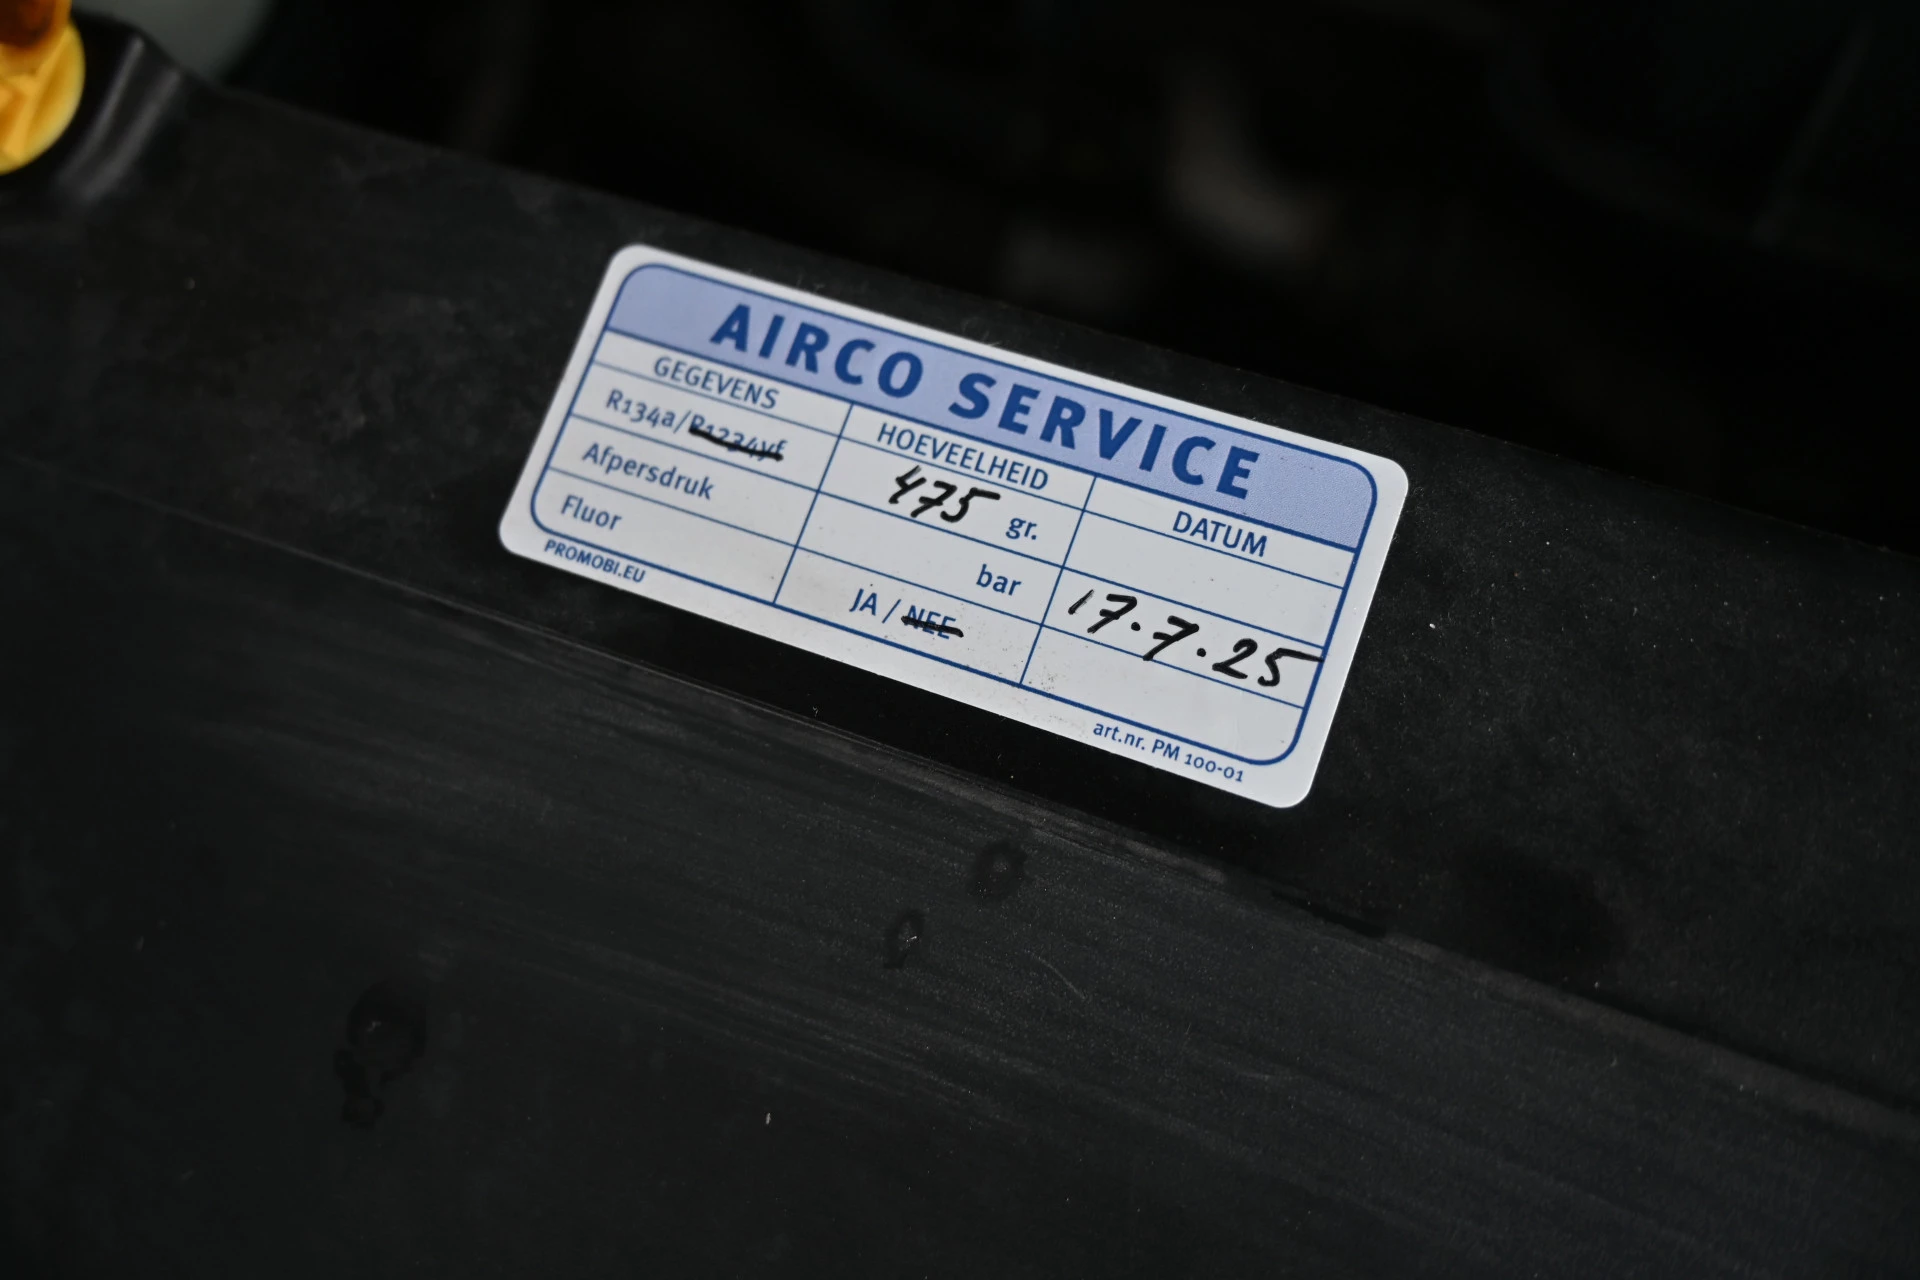 AIRCO SERVICE
GEGEVENS HOEVEELHEID DATUM
R134a/R1234yf 475 gr.
Afpersdruk bar 17.7.25
Fluor JA / NEE
PROMOBI.EU art.nr. PM 100-01